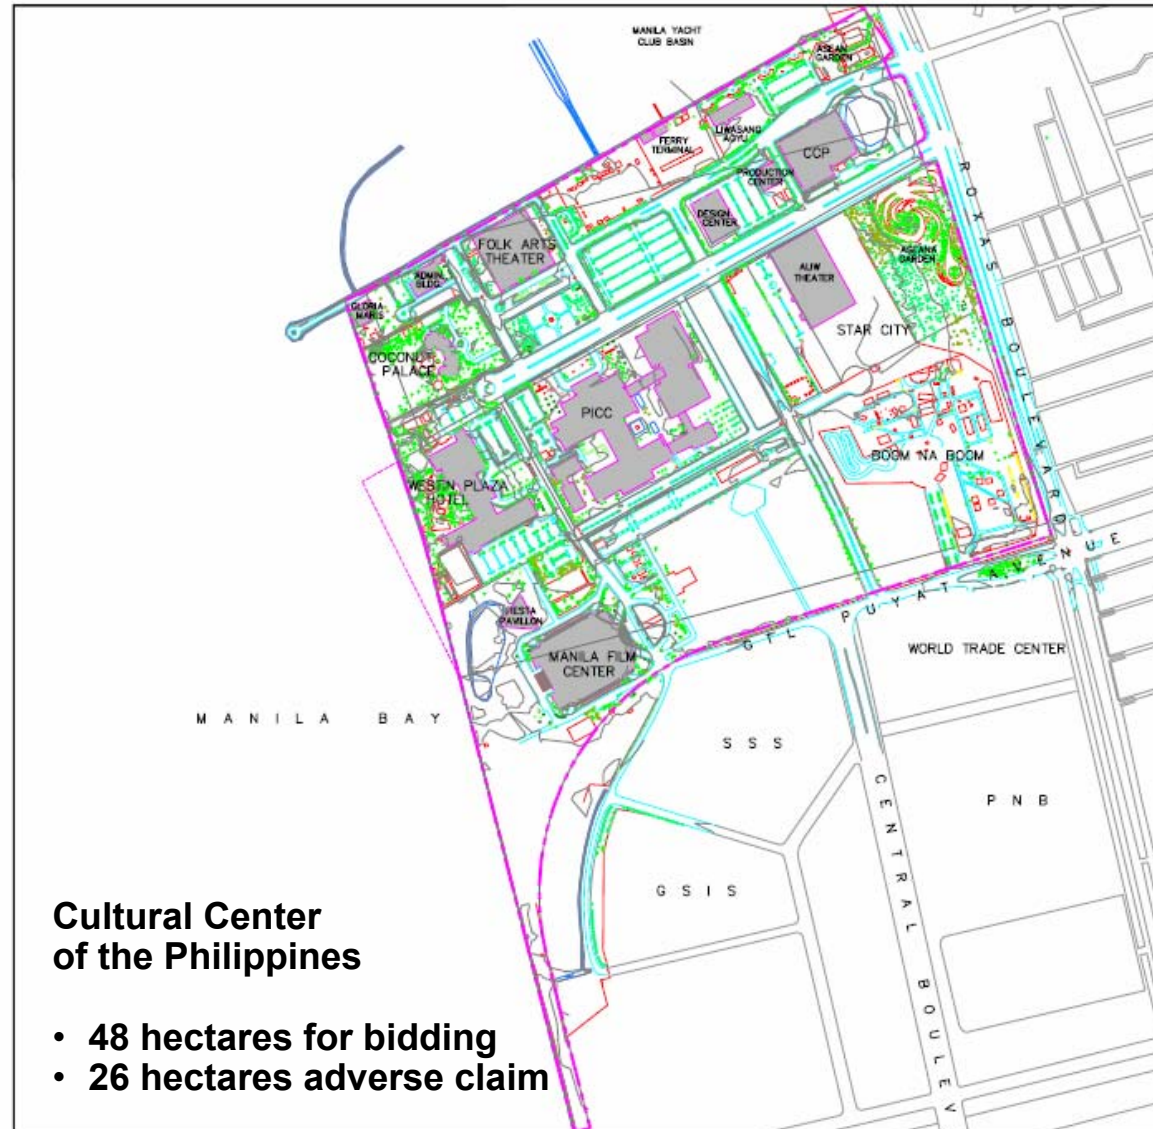 MANILA YACHT
CLUB BASIN
ASEAN
GARDEN
FERRY
TERMINAL
LIWASANG
CCP
PRODUCTION
CENTER
DESIGN
CENTER
FOLK ARTS
THEATER
ADMIN.
BLDG.
GLORIA
MARIS
COCONUT
PALACE
ALIW
THEATER
ASEANA
GARDEN
STAR CITY
ROXAS BOULEVARD
PICC
BOOM NA BOOM
WESTIN PLAZA
HOTEL
FIESTA
PAVILLON
MANILA FILM
CENTER
GIL PUYAT AVENUE
WORLD TRADE CENTER
MANILA BAY
SSS
PNB
GSIS
CENTRAL BOULEV
Cultural Center
of the Philippines
• 48 hectares for bidding
• 26 hectares adverse claim